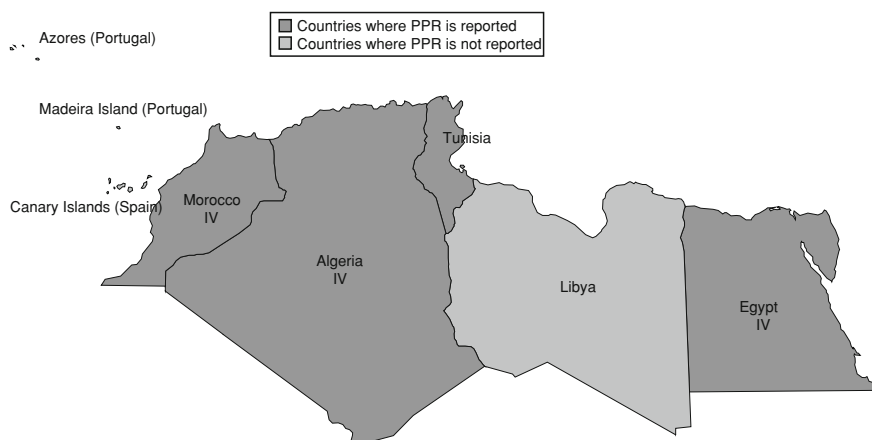 Countries where PPR is reported
Countries where PPR is not reported
Azores (Portugal)
Madeira Island (Portugal)
Canary Islands (Spain)
Morocco
IV
Algeria
IV
Tunisia
Libya
Egypt
IV